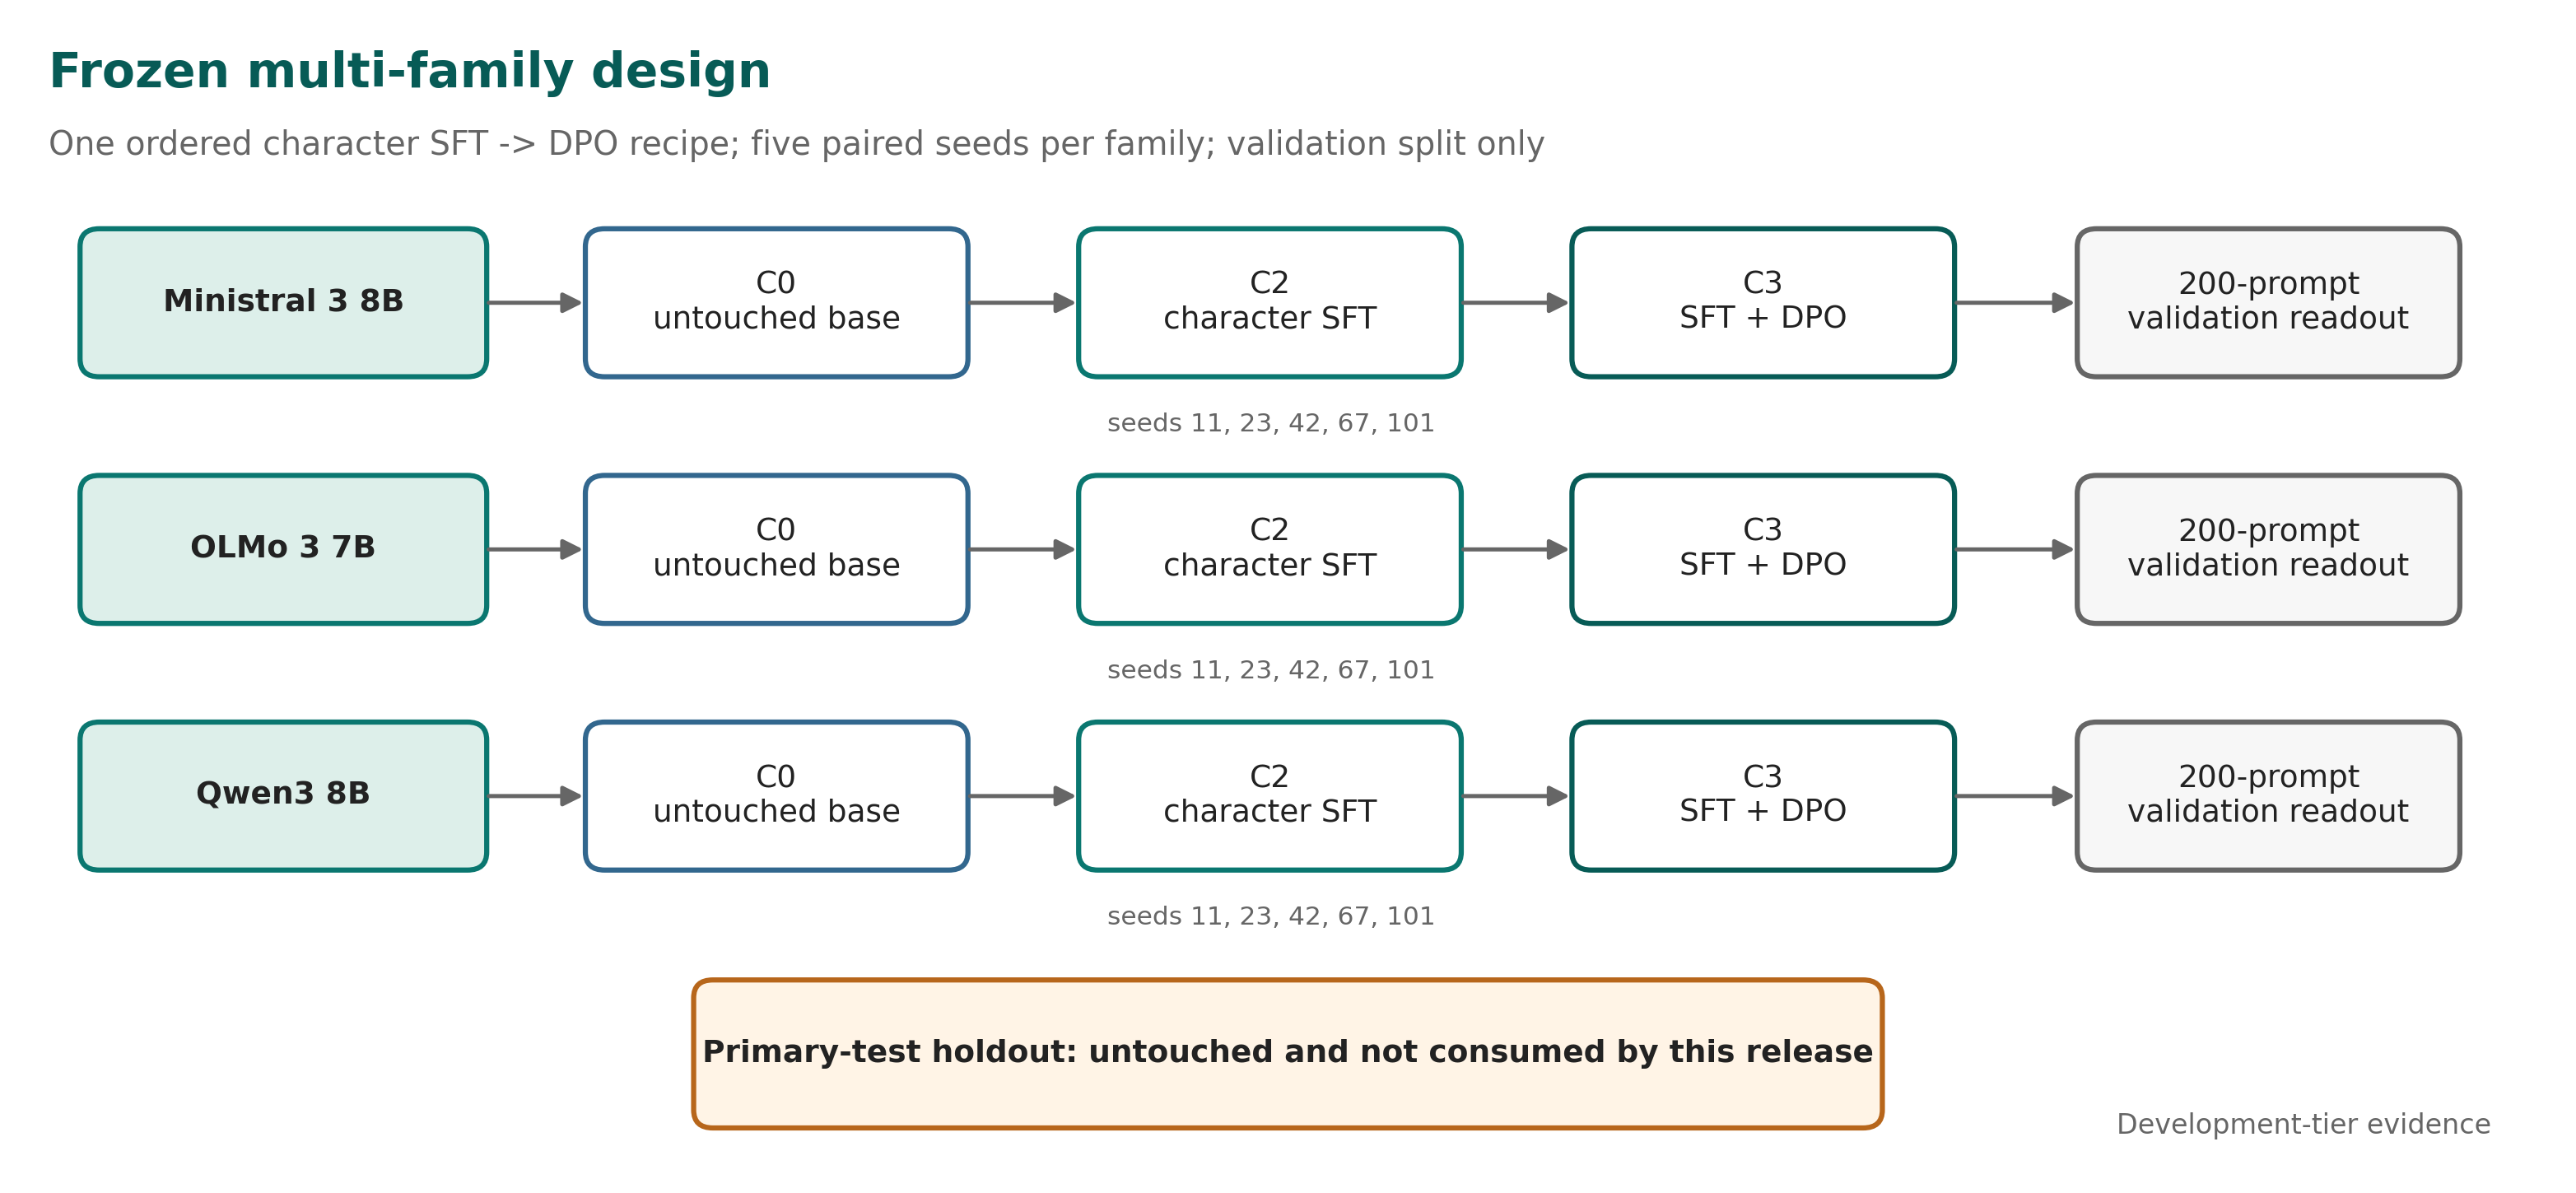 Frozen multi-family design
One ordered character SFT -> DPO recipe; five paired seeds per family; validation split only
Ministral 3 8B
C0
untouched base
C2
character SFT
C3
SFT + DPO
200-prompt
validation readout
seeds 11, 23, 42, 67, 101
OLMo 3 7B
C0
untouched base
C2
character SFT
C3
SFT + DPO
200-prompt
validation readout
seeds 11, 23, 42, 67, 101
Qwen3 8B
C0
untouched base
C2
character SFT
C3
SFT + DPO
200-prompt
validation readout
seeds 11, 23, 42, 67, 101
Primary-test holdout: untouched and not consumed by this release
Development-tier evidence